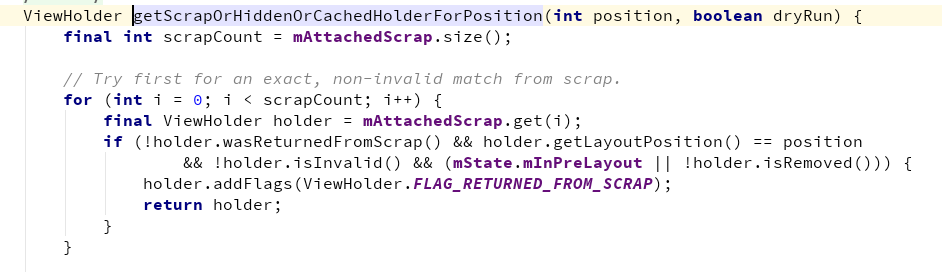 ViewHolder getScrapOrHiddenOrCachedHolderForPosition(int position, boolean dryRun) {
final int scrapCount = mAttachedScrap.size();
// Try first for an exact, non-invalid match from scrap.
for (int i = 0; i < scrapCount; i++) {
final ViewHolder holder = mAttachedScrap.get(i);
if (!holder.wasReturnedFromScrap() && holder.getLayoutPosition() == position
&& !holder.isInvalid() && (mState.mInPreLayout || !holder.isRemoved())) {
holder.addFlags(ViewHolder.FLAG_RETURNED_FROM_SCRAP);
return holder;
}
}